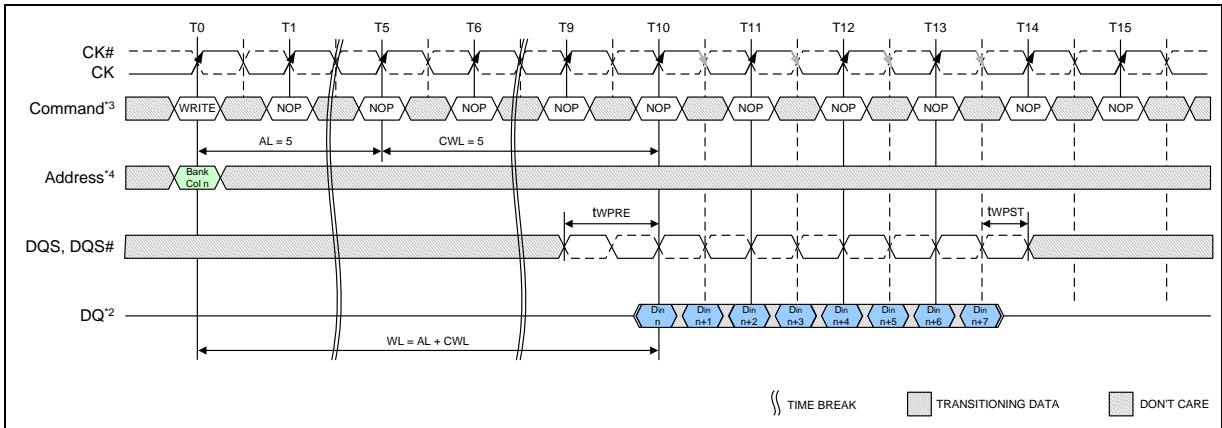 T0 T1 T5 T6 T9 T10 T11 T12 T13 T14 T15
CK#
CK
Command*3 WRITE NOP NOP NOP NOP NOP NOP NOP NOP NOP NOP
AL = 5 CWL = 5
Address*4 Bank
Col n
tWPRE tWPST
DQS, DQS#
DQ*2 Din Din Din Din Din Din Din Din
n n+1 n+2 n+3 n+4 n+5 n+6 n+7
WL = AL + CWL
TIME BREAK TRANSITIONING DATA DON'T CARE